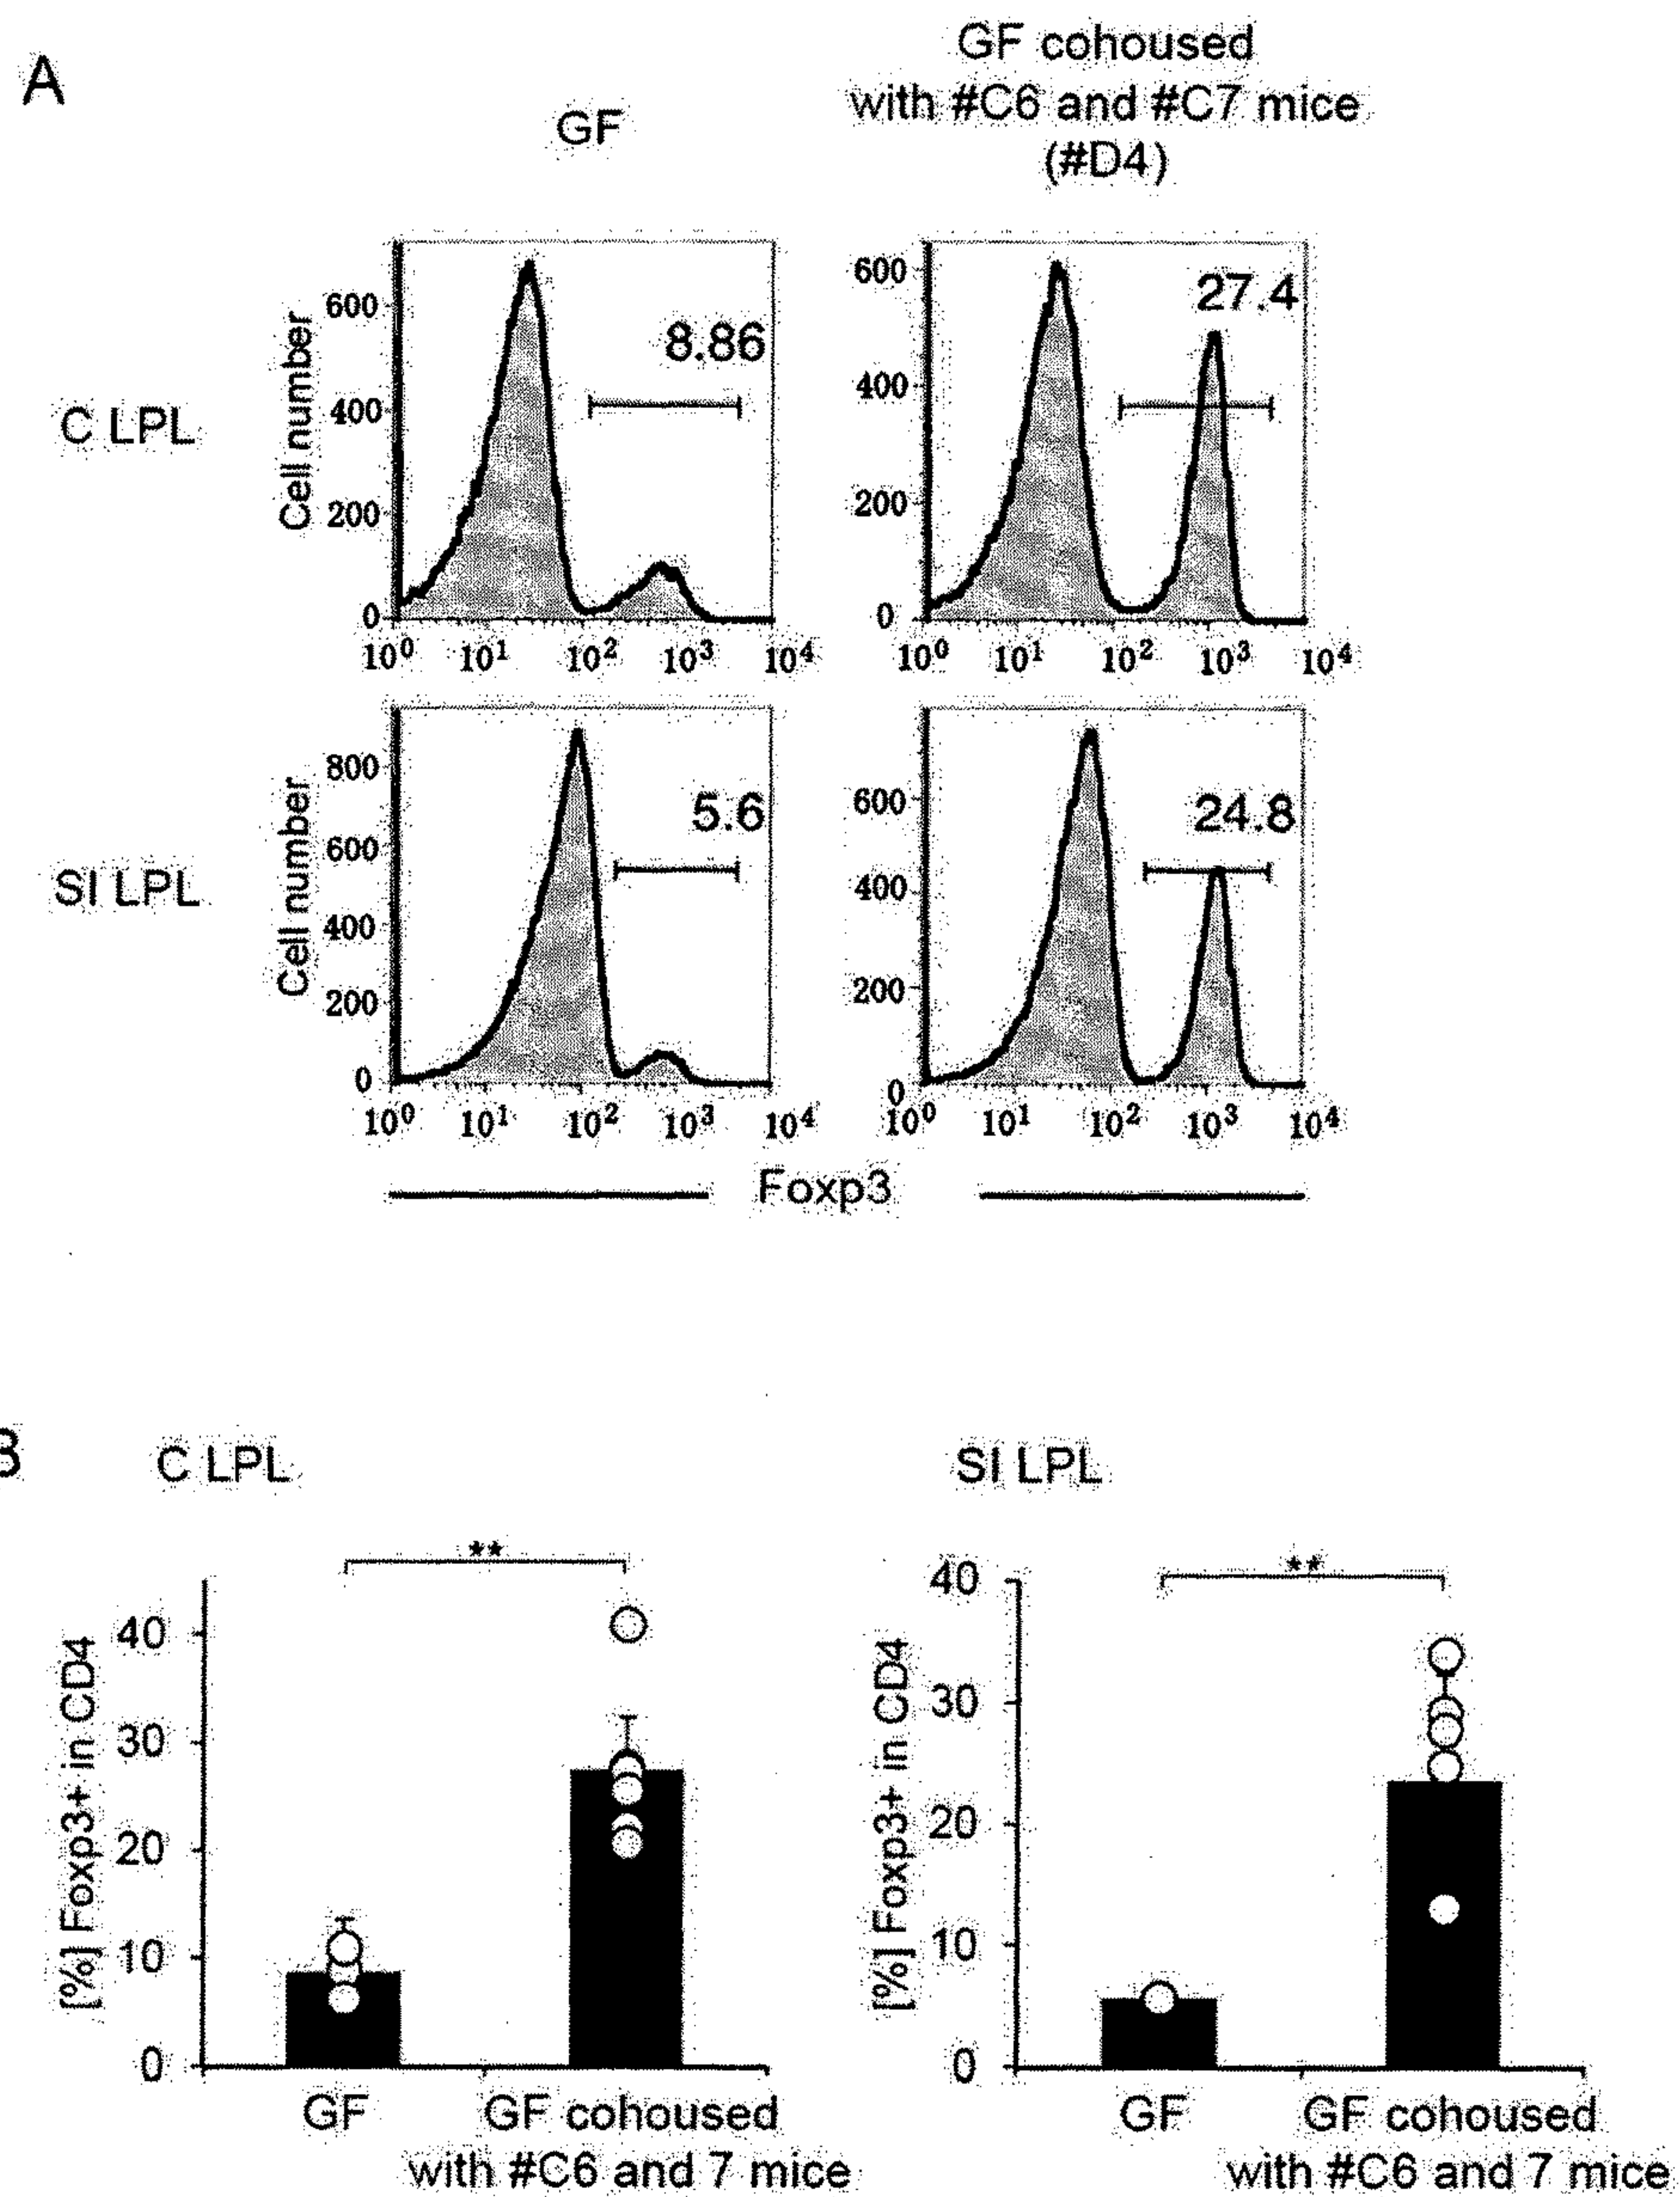 A
GF
GF cohoused
with #C6 and #C7 mice
(#D4)
C LPL
Cell number
600
400
200
0
8.86
10⁰ 10¹ 10² 10³ 10⁴
600
400
200
0
27.4
10⁰ 10¹ 10² 10³ 10⁴
SI LPL
Cell number
800
600
400
200
0
5.6
10⁰ 10¹ 10² 10³ 10⁴
600
400
200
0
24.8
10⁰ 10¹ 10² 10³ 10⁴
Foxp3
B
C LPL
**
[%] Foxp3+ in CD4
40
30
20
10
0
GF
GF cohoused
with #C6 and 7 mice
SI LPL
**
[%] Foxp3+ in CD4
40
30
20
10
0
GF
GF cohoused
with #C6 and 7 mice